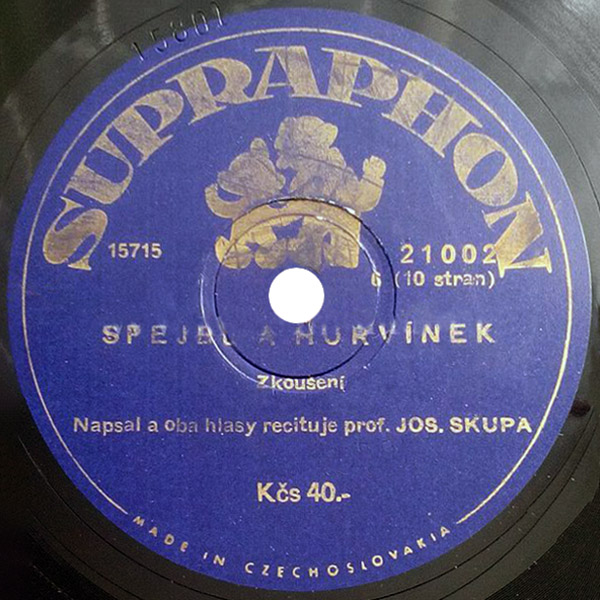 15801
SUPRAPHON
15715
21002
6 (10 stran)
SPEJBL A HURVÍNEK
Zkoušení
Napsal a oba hlasy recituje prof. JOS. SKUPA
Kčs 40.-
MADE IN CZECHOSLOVAKIA